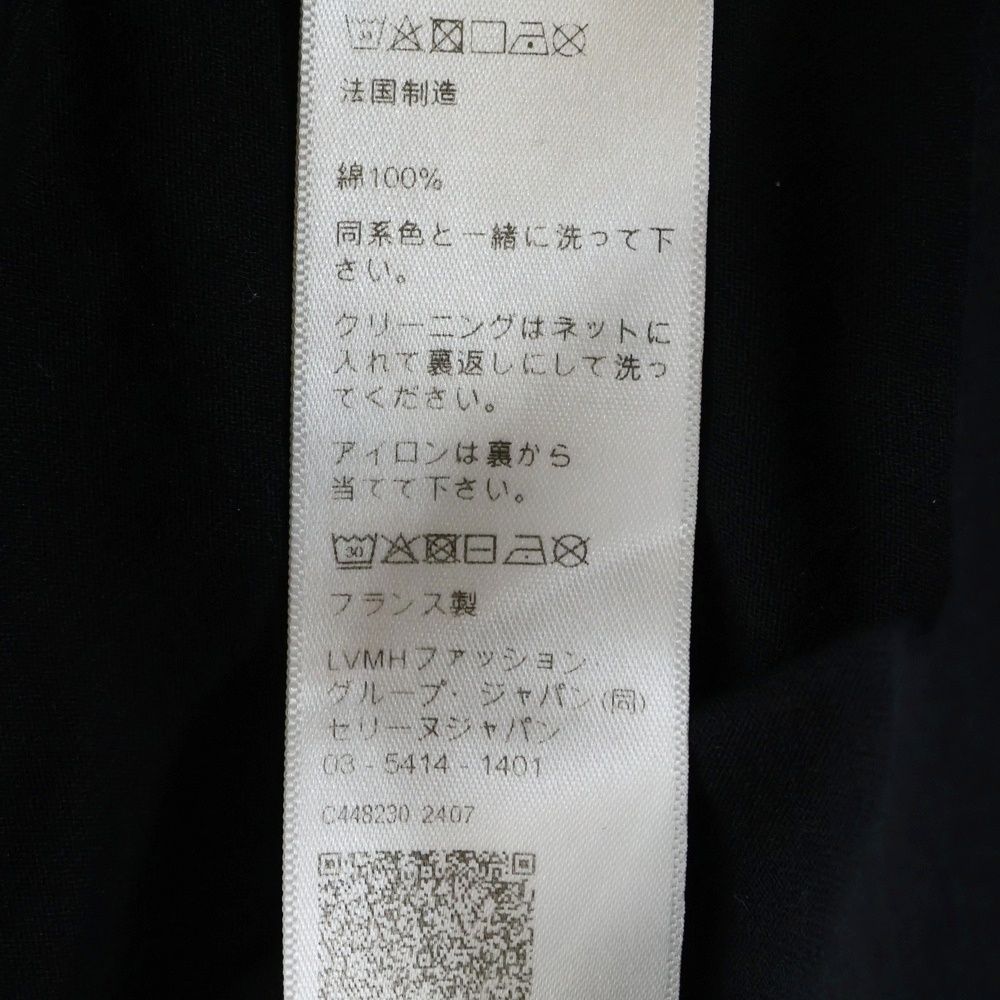 30
法国制造
綿100%
同系色と一緒に洗って下
さい。
クリーニングはネットに
入れて裏返しにして洗っ
てください。
アイロンは裏から
当てて下さい。
30
フランス製
LVMHファッション・
グループ・ジャパン(同)
セリーヌジャパン
03 - 5414 - 1401
C448230 2407